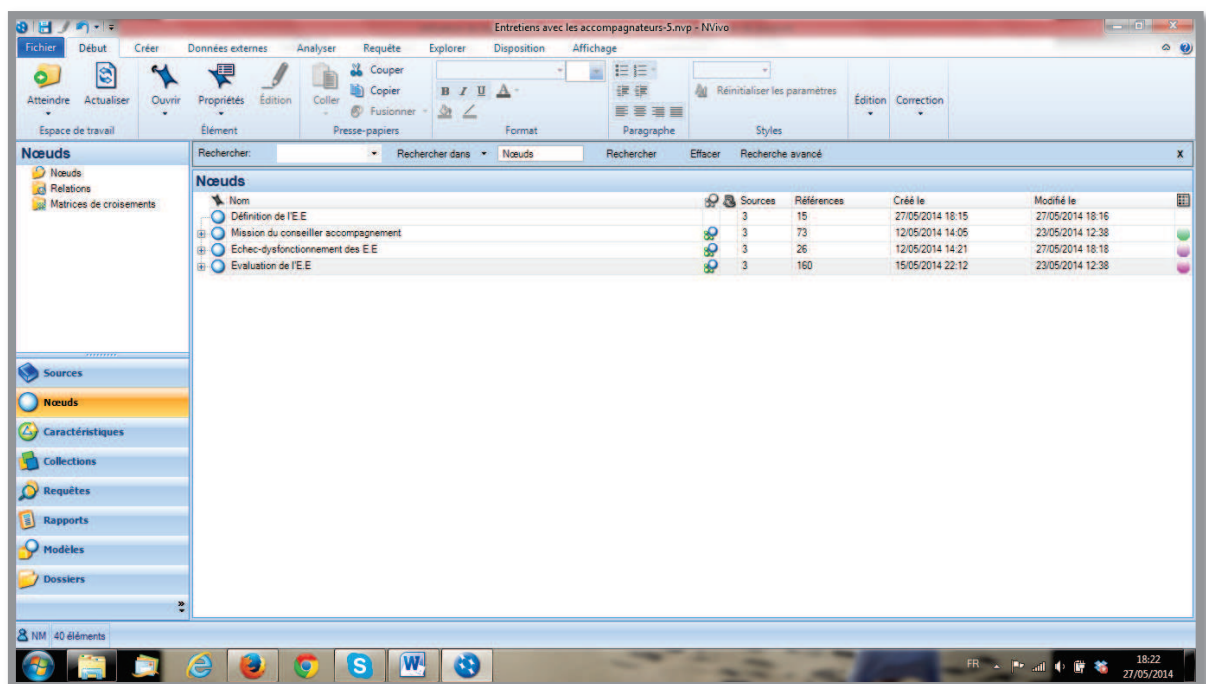 Entretiens avec les accompagnateurs-5.nvp - NVivo
Fichier Début Créer Données externes Analyser Requête Explorer Disposition Affichage
Atteindre Actualiser Ouvrir Propriétés Édition Coller Couper
Copier
Fusionner
B I U A
Réinitialiser les paramètres
Édition Correction
Espace de travail Élément Presse-papiers Format Paragraphe Styles
Nœuds
Nœuds
Relations
Matrices de croisements
Rechercher: Rechercher dans Nœuds Rechercher Effacer Recherche avancé X
Nœuds
Nom Sources Références Créé le Modifié le
Définition de l'E.E 3 15 27/05/2014 18:15 27/05/2014 18:16
Mission du conseiller accompagnement 3 73 12/05/2014 14:05 23/05/2014 12:38
Echec-dysfonctionnement des E.E 3 26 12/05/2014 14:21 27/05/2014 18:18
Evaluation de l'E.E 3 160 15/05/2014 22:12 23/05/2014 12:38
Sources
Nœuds
Caractéristiques
Collections
Requêtes
Rapports
Modèles
Dossiers
NM 40 éléments
FR 18:22
27/05/2014